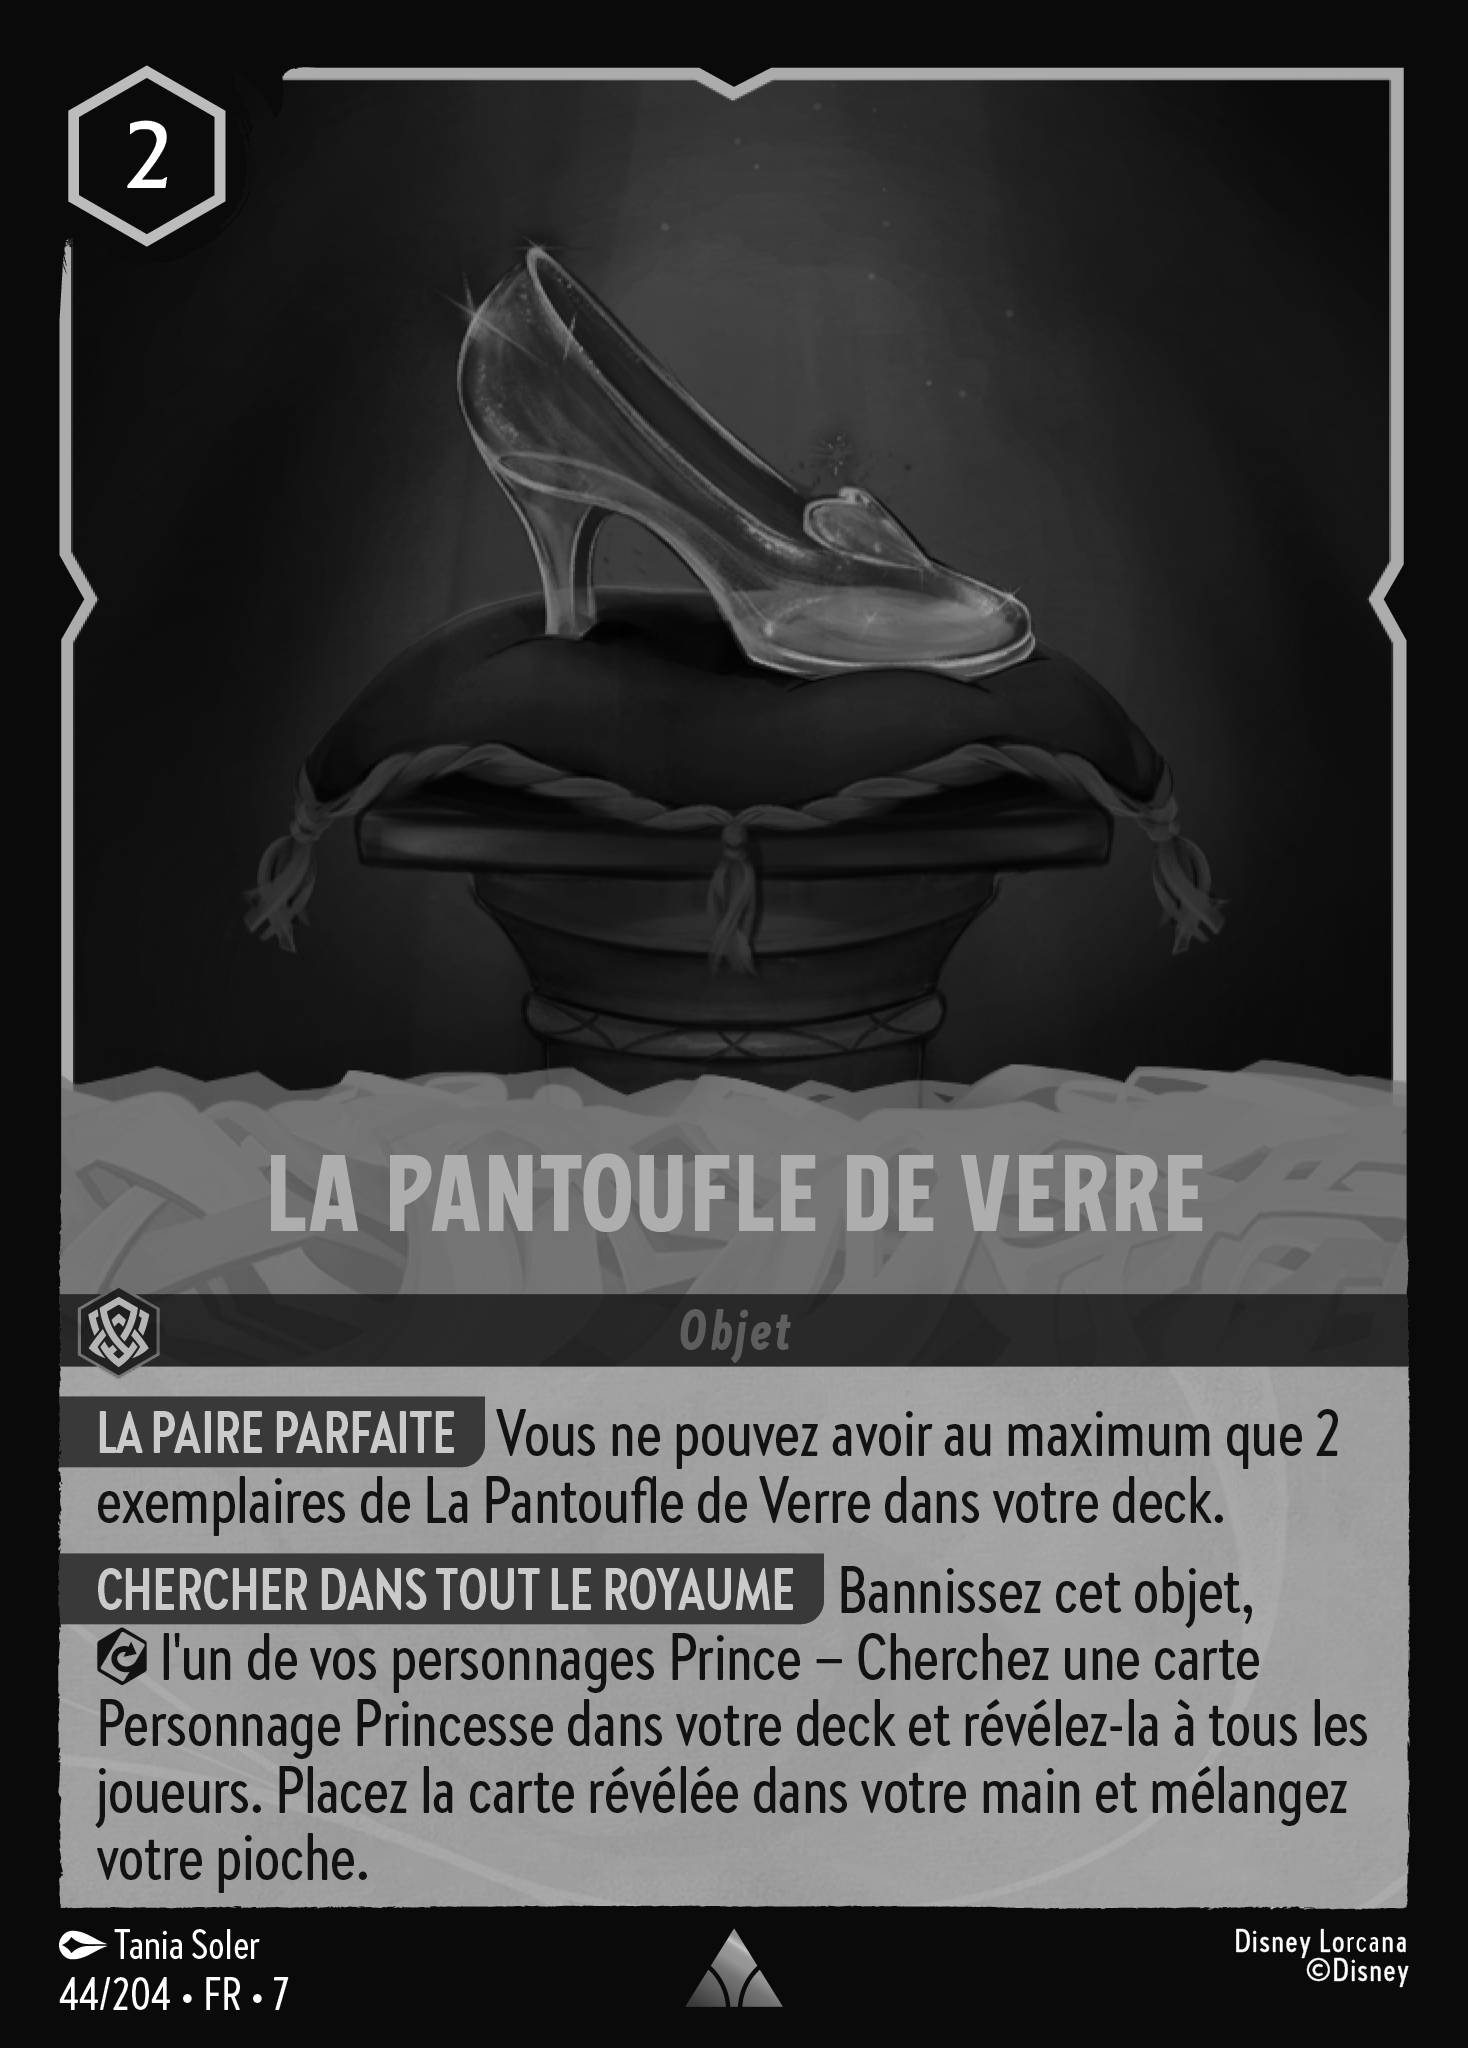 2
LA PANTOUFLE DE VERRE
Objet
LA PAIRE PARFAITE Vous ne pouvez avoir au maximum que 2
exemplaires de La Pantoufle de Verre dans votre deck.
CHERCHER DANS TOUT LE ROYAUME Bannissez cet objet,
l'un de vos personnages Prince – Cherchez une carte
Personnage Princesse dans votre deck et révélez-la à tous les
joueurs. Placez la carte révélée dans votre main et mélangez
votre pioche.
Tania Soler
44/204 • FR • 7
Disney Lorcana
©Disney